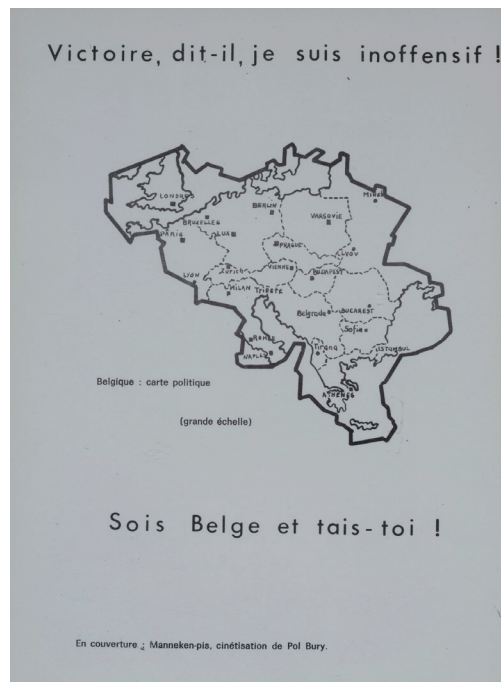 Victoire, dit-il, je suis inoffensif !
LONDRES
BERLIN
MINSK
BRUXELLES
VARSOVIE
PARIS
LUX
PRAGUE
LVOV
VIENNE
Zurich
BUDAPEST
LION
MILAN
TRIESTE
Belgrade
BUCAREST
Sofia
ROME
Tirana
ISTAMBUL
NAPLES
ATHENES
Belgique : carte politique
(grande échelle)
Sois Belge et tais-toi !
En couverture : Manneken-pis, cinétisation de Pol Bury.